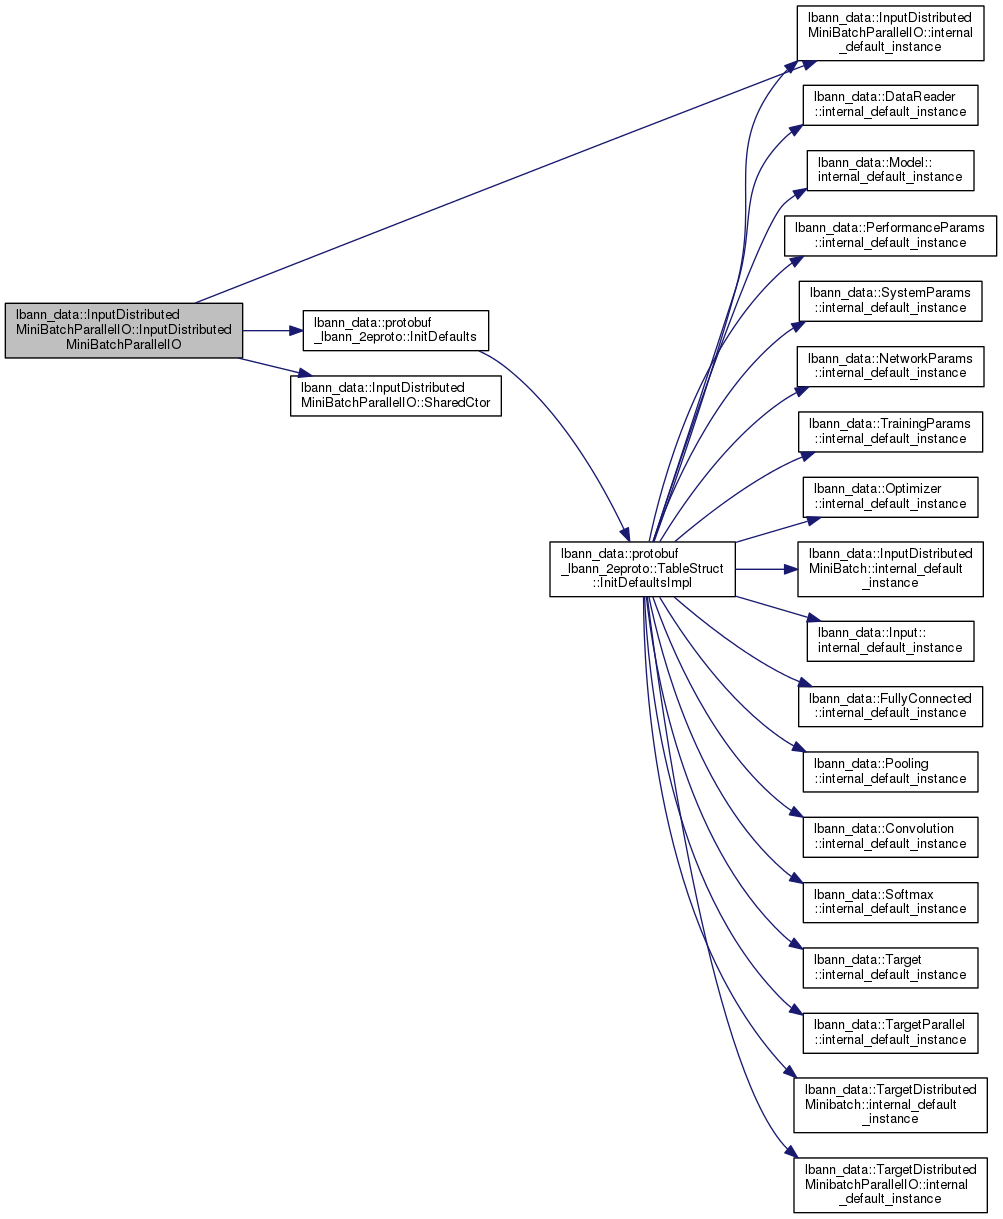 lbann_data::InputDistributed
MiniBatchParallelIO::InputDistributed
MiniBatchParallelIO
lbann_data::protobuf
_lbann_2eproto::InitDefaults
lbann_data::InputDistributed
MiniBatchParallelIO::SharedCtor
lbann_data::protobuf
_lbann_2eproto::TableStruct
::InitDefaultsImpl
lbann_data::InputDistributed
MiniBatchParallelIO::internal
_default_instance
lbann_data::DataReader
::internal_default_instance
lbann_data::Model::
internal_default_instance
lbann_data::PerformanceParams
::internal_default_instance
lbann_data::SystemParams
::internal_default_instance
lbann_data::NetworkParams
::internal_default_instance
lbann_data::TrainingParams
::internal_default_instance
lbann_data::Optimizer
::internal_default_instance
lbann_data::InputDistributed
MiniBatch::internal_default
_instance
lbann_data::Input::
internal_default_instance
lbann_data::FullyConnected
::internal_default_instance
lbann_data::Pooling
::internal_default_instance
lbann_data::Convolution
::internal_default_instance
lbann_data::Softmax
::internal_default_instance
lbann_data::Target
::internal_default_instance
lbann_data::TargetParallel
::internal_default_instance
lbann_data::TargetDistributed
Minibatch::internal_default
_instance
lbann_data::TargetDistributed
MinibatchParallelIO::internal
_default_instance